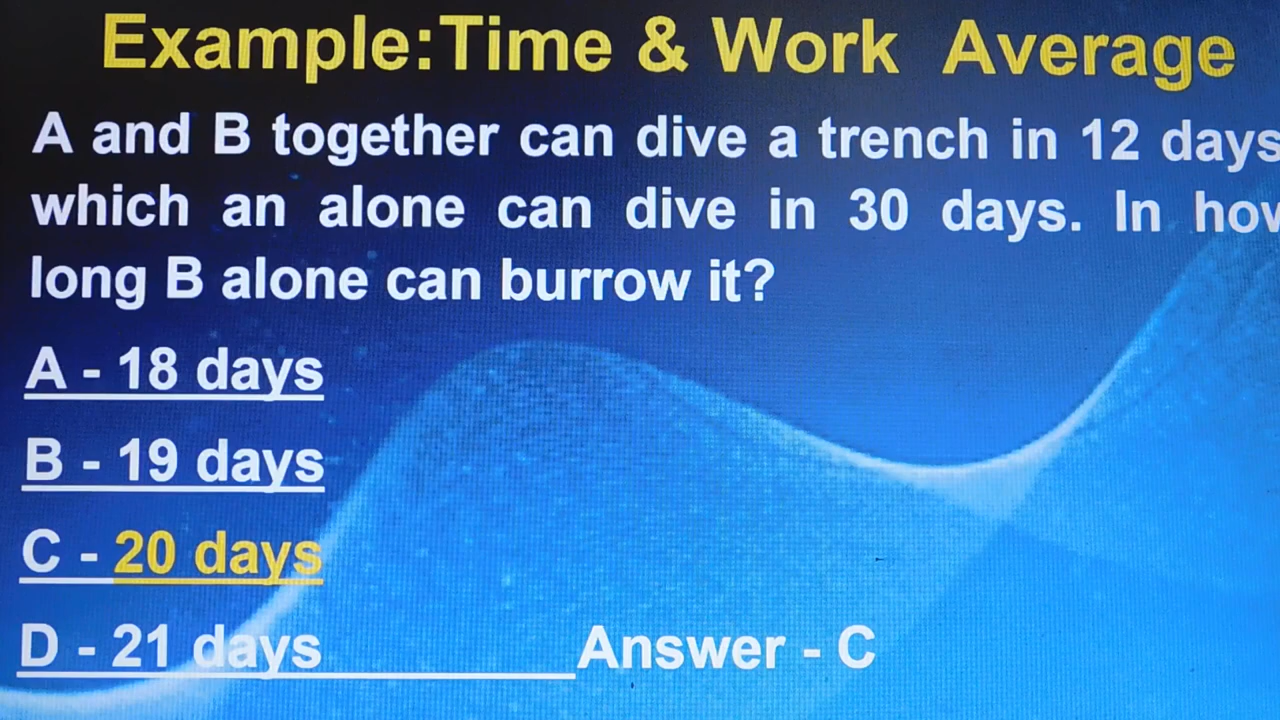 Example:Time & Work Average
A and B together can dive a trench in 12 days
which an alone can dive in 30 days. In
long B alone can burrow it?
A - 18 days
B - 19 days
C - 20 days
D - 21 days Answer - C